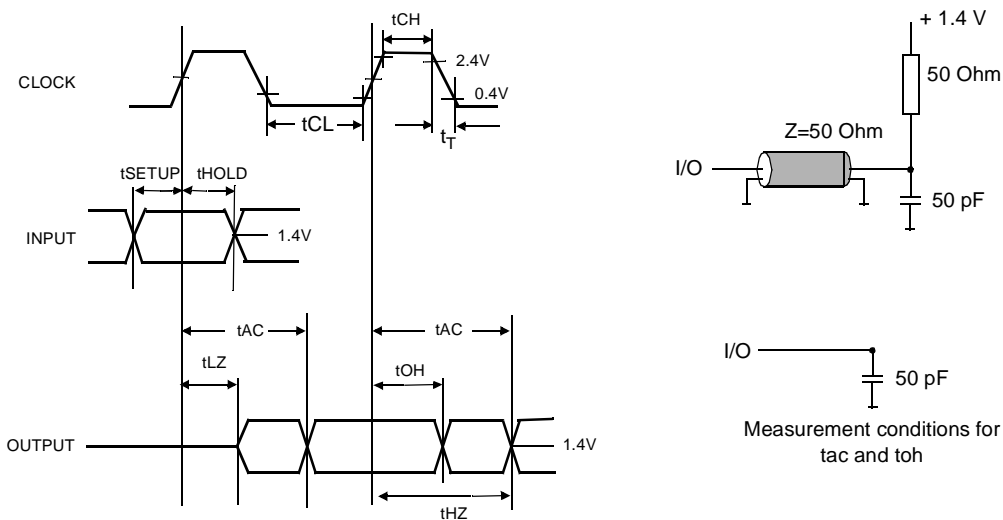 tCH
CLOCK
2.4V
0.4V
tCL
tT
tSETUP
tHOLD
INPUT
1.4V
tAC
tAC
tLZ
tOH
OUTPUT
1.4V
tHZ
+ 1.4 V
50 Ohm
Z=50 Ohm
I/O
50 pF
I/O
50 pF
Measurement conditions for
tac and toh